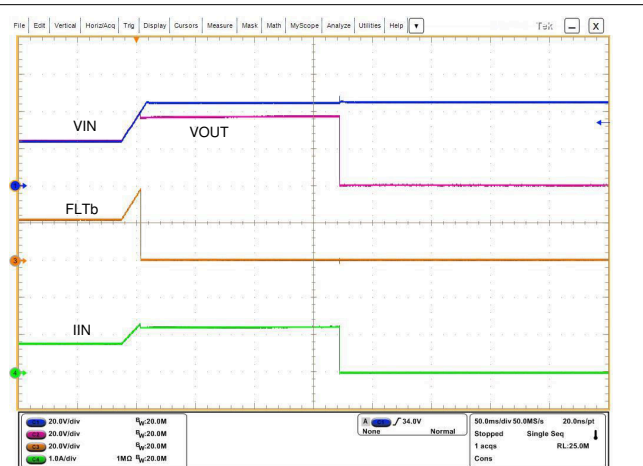 File Edit Vertical Horiz/Acq Trig Display Cursors Measure Mask Math MyScope Analyze Utilities Help
Tek X
VIN
VOUT
1
FLTb
3
IIN
4
20.0V/div BW:20.0M
20.0V/div BW:20.0M
20.0V/div BW:20.0M
1.0A/div 1MΩ BW:20.0M
A 34.0V
None Normal
50.0ms/div 50.0MS/s 20.0ns/pt
Stopped Single Seq
1 acqs RL:25.0M
Cons